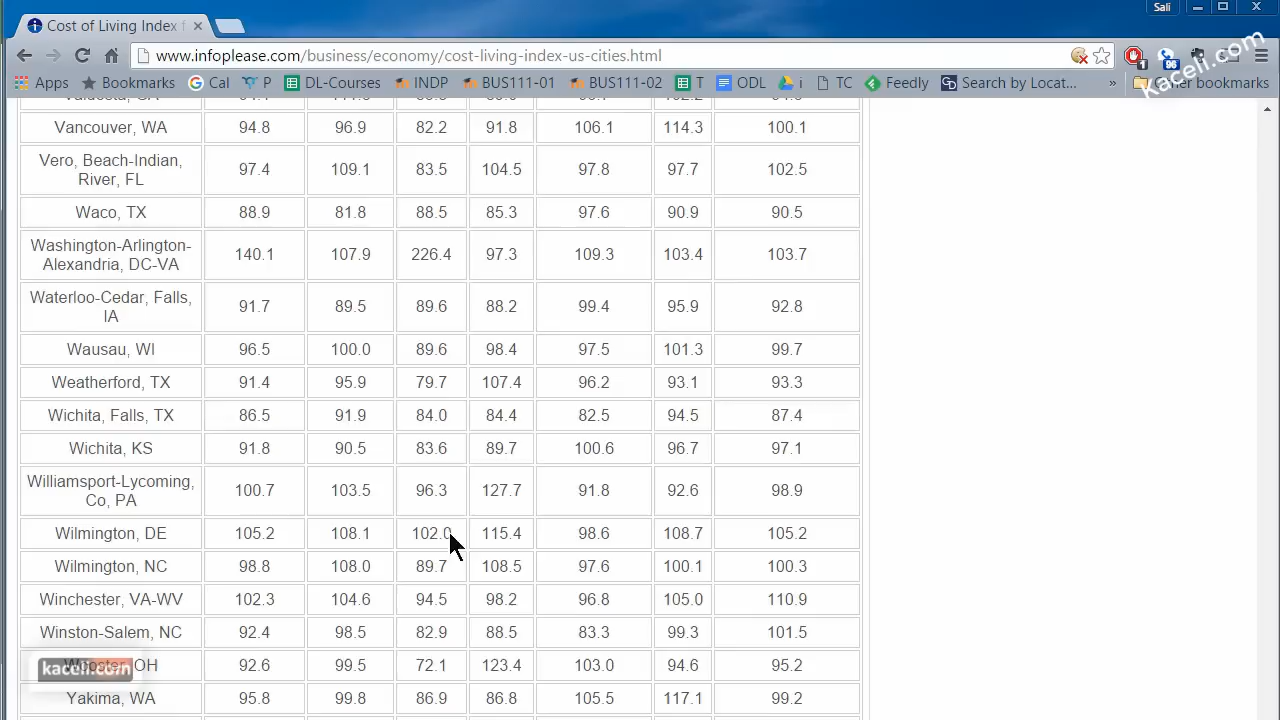 Sali
Cost of Living Index f
www.infoplease.com/business/economy/cost-living-index-us-cities.html
kaceli.com
Apps Bookmarks Cal P DL-Courses IND BUS111-01 BUS111-02 T ODL i TC Feedly Search by Locat... » Other bookmarks
1
96
Vancouver, WA 94.8 96.9 82.2 91.8 106.1 114.3 100.1
Vero, Beach-Indian,
River, FL 97.4 109.1 83.5 104.5 97.8 97.7 102.5
Waco, TX 88.9 81.8 88.5 85.3 97.6 90.9 90.5
Washington-Arlington-
Alexandria, DC-VA 140.1 107.9 226.4 97.3 109.3 103.4 103.7
Waterloo-Cedar, Falls,
IA 91.7 89.5 89.6 88.2 99.4 95.9 92.8
Wausau, WI 96.5 100.0 89.6 98.4 97.5 101.3 99.7
Weatherford, TX 91.4 95.9 79.7 107.4 96.2 93.1 93.3
Wichita, Falls, TX 86.5 91.9 84.0 84.4 82.5 94.5 87.4
Wichita, KS 91.8 90.5 83.6 89.7 100.6 96.7 97.1
Williamsport-Lycoming,
Co, PA 100.7 103.5 96.3 127.7 91.8 92.6 98.9
Wilmington, DE 105.2 108.1 102.0 115.4 98.6 108.7 105.2
Wilmington, NC 98.8 108.0 89.7 108.5 97.6 100.1 100.3
Winchester, VA-WV 102.3 104.6 94.5 98.2 96.8 105.0 110.9
Winston-Salem, NC 92.4 98.5 82.9 88.5 83.3 99.3 101.5
Wooster, OH 92.6 99.5 72.1 123.4 103.0 94.6 95.2
kaceli.com
Yakima, WA 95.8 99.8 86.9 86.8 105.5 117.1 99.2